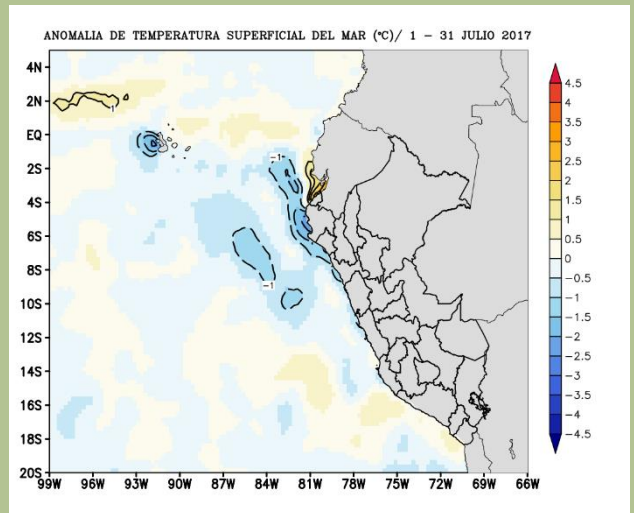 ANOMALIA DE TEMPERATURA SUPERFICIAL DEL MAR (°C)/ 1 – 31 JULIO 2017
4N
2N
EQ
2S
4S
6S
8S
10S
12S
14S
16S
18S
20S
1
−1
−1
99W 96W 93W 90W 87W 84W 81W 78W 75W 72W 69W 66W
4.5
4
3.5
3
2.5
2
1.5
1
0.5
0
−0.5
−1
−1.5
−2
−2.5
−3
−3.5
−4
−4.5